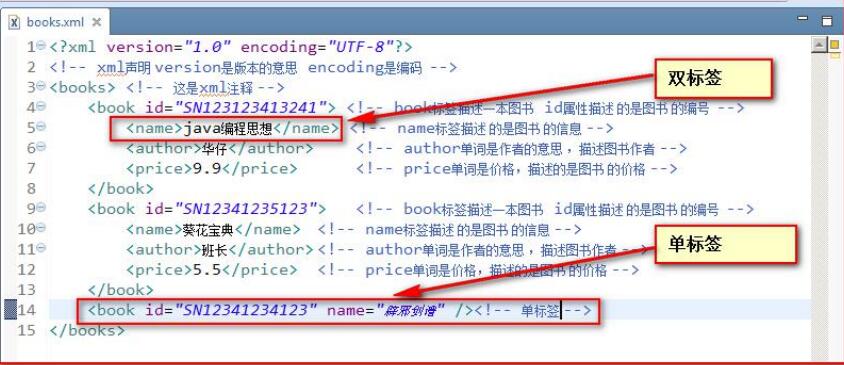 books.xml
1 <?xml version="1.0" encoding="UTF-8"?>
2 <!-- xml声明 version是版本的意思 encoding是编码 -->
3 <books> <!-- 这是xml注释 -->
4 <book id="SN123123413241"> <!-- book标签描述一本图书 id属性描述 的是图书 的编号 -->
5 <name>java编程思想</name> <!-- name标签描述 的是图书 的信息 -->
6 <author>华仔</author> <!-- author单词是作者的意思 ，描述图书作者 -->
7 <price>9.9</price> <!-- price单词是价格，描述的是图书 的价格 -->
8 </book>
9 <book id="SN12341235123"> <!-- book标签描述一本图书 id属性描述 的是图书 的编号 -->
10 <name>葵花宝典</name> <!-- name标签描述 的是图书 的信息 -->
11 <author>班长</author> <!-- author单词是作者的意思 ，描述图书作者 -->
12 <price>5.5</price> <!-- price单词是价格，描述的是图书 的价格 -->
13 </book>
14 <book id="SN12341234123" name="辟邪剑谱" /><!-- 单标签 -->
15 </books>
双标签
单标签